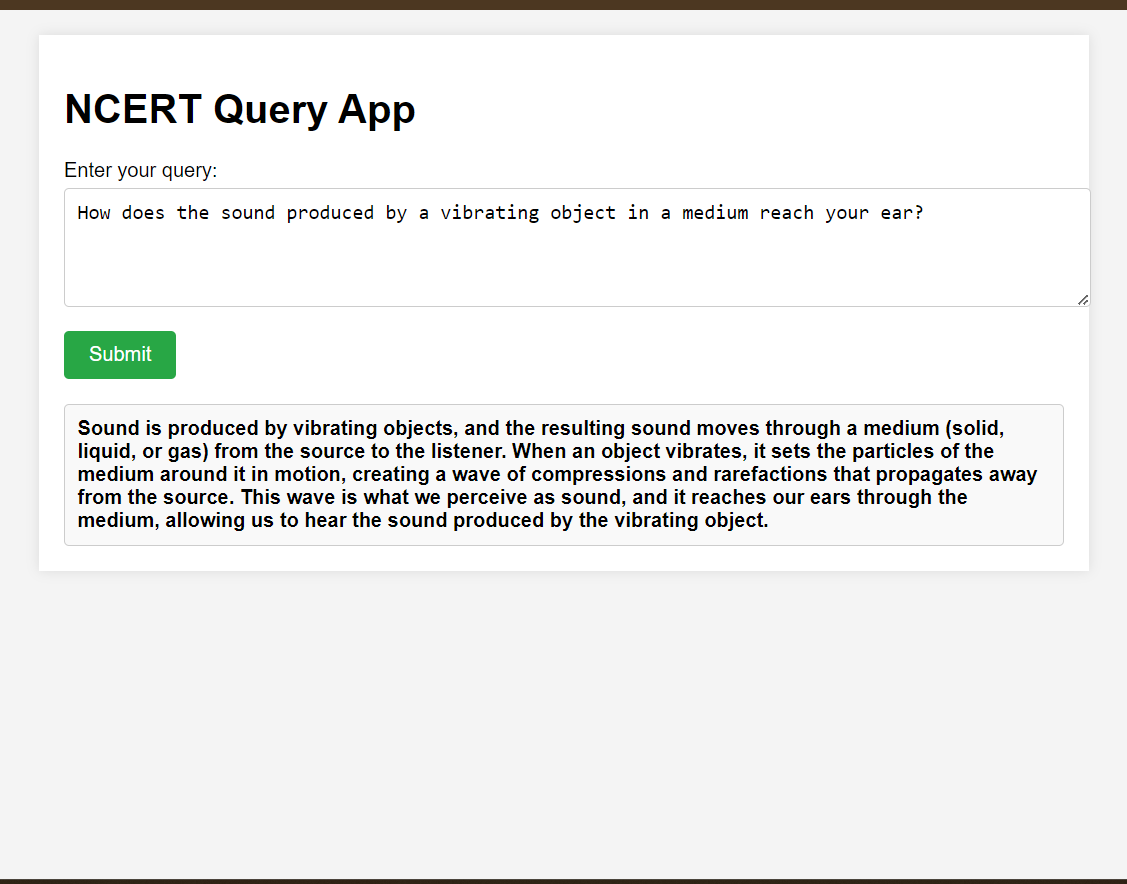 NCERT Query App
Enter your query:
How does the sound produced by a vibrating object in a medium reach your ear?
Submit
Sound is produced by vibrating objects, and the resulting sound moves through a medium (solid,
liquid, or gas) from the source to the listener. When an object vibrates, it sets the particles of the
medium around it in motion, creating a wave of compressions and rarefactions that propagates away
from the source. This wave is what we perceive as sound, and it reaches our ears through the
medium, allowing us to hear the sound produced by the vibrating object.